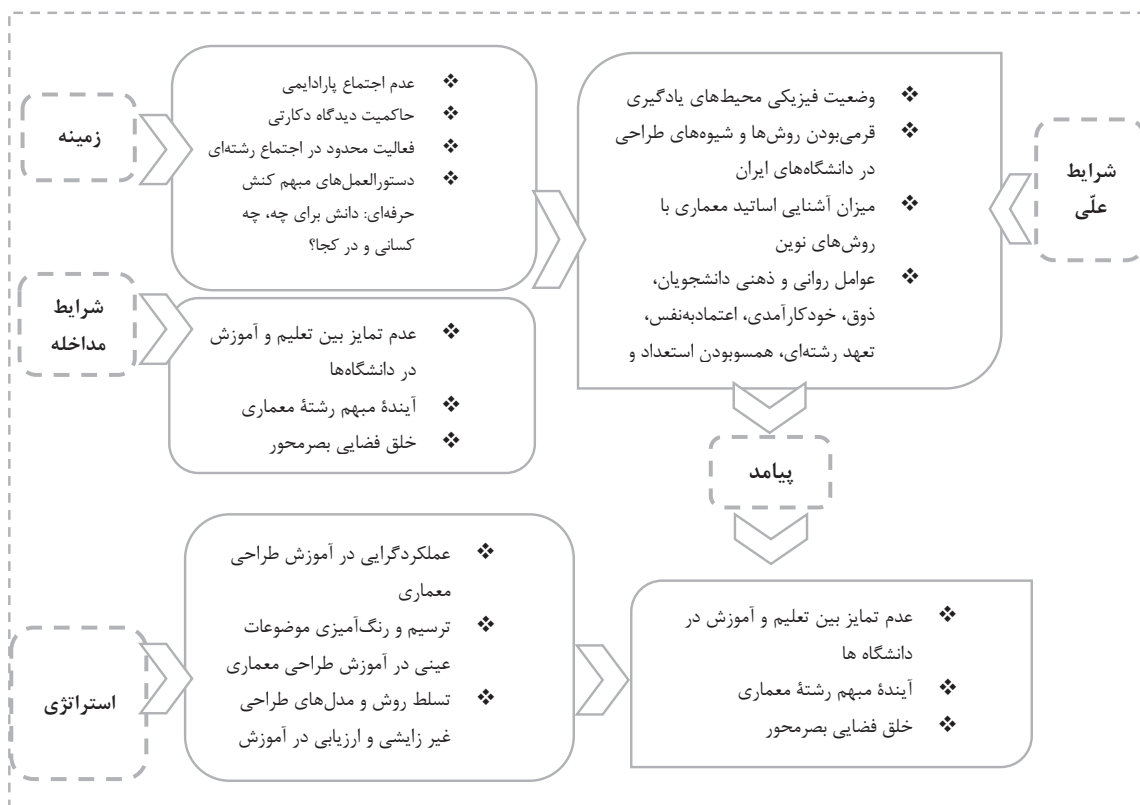 زمینه
❖ عدم اجتماع پارادایمی
❖ حاکمیت دیدگاه دکارتی
❖ فعالیت محدود در اجتماع رشته‌ای
❖ دستورالعمل‌های مبهم کنش
حرفه‌ای: دانش برای چه، چه
کسانی و در کجا؟
شرایط
علّی
❖ وضعیت فیزیکی محیط‌های یادگیری
❖ قرمی‌بودن روش‌ها و شیوه‌های طراحی
در دانشگاه‌های ایران
❖ میزان آشنایی اساتید معماری با
روش‌های نوین
❖ عوامل روانی و ذهنی دانشجویان،
ذوق، خودکارآمدی، اعتمادبه‌نفس،
تعهد رشته‌ای، همسوبودن استعداد و
شرایط
مداخله
❖ عدم تمایز بین تعلیم و آموزش
در دانشگاه‌ها
❖ آیندهٔ مبهم رشتهٔ معماری
❖ خلق فضایی بصرمحور
پیامد
استراتژی
❖ عملکردگرایی در آموزش طراحی
معماری
❖ ترسیم و رنگ‌آمیزی موضوعات
عینی در آموزش طراحی معماری
❖ تسلط روش و مدل‌های طراحی
غیر زایشی و ارزیابی در آموزش
❖ عدم تمایز بین تعلیم و آموزش در
دانشگاه ها
❖ آیندهٔ مبهم رشتهٔ معماری
❖ خلق فضایی بصرمحور